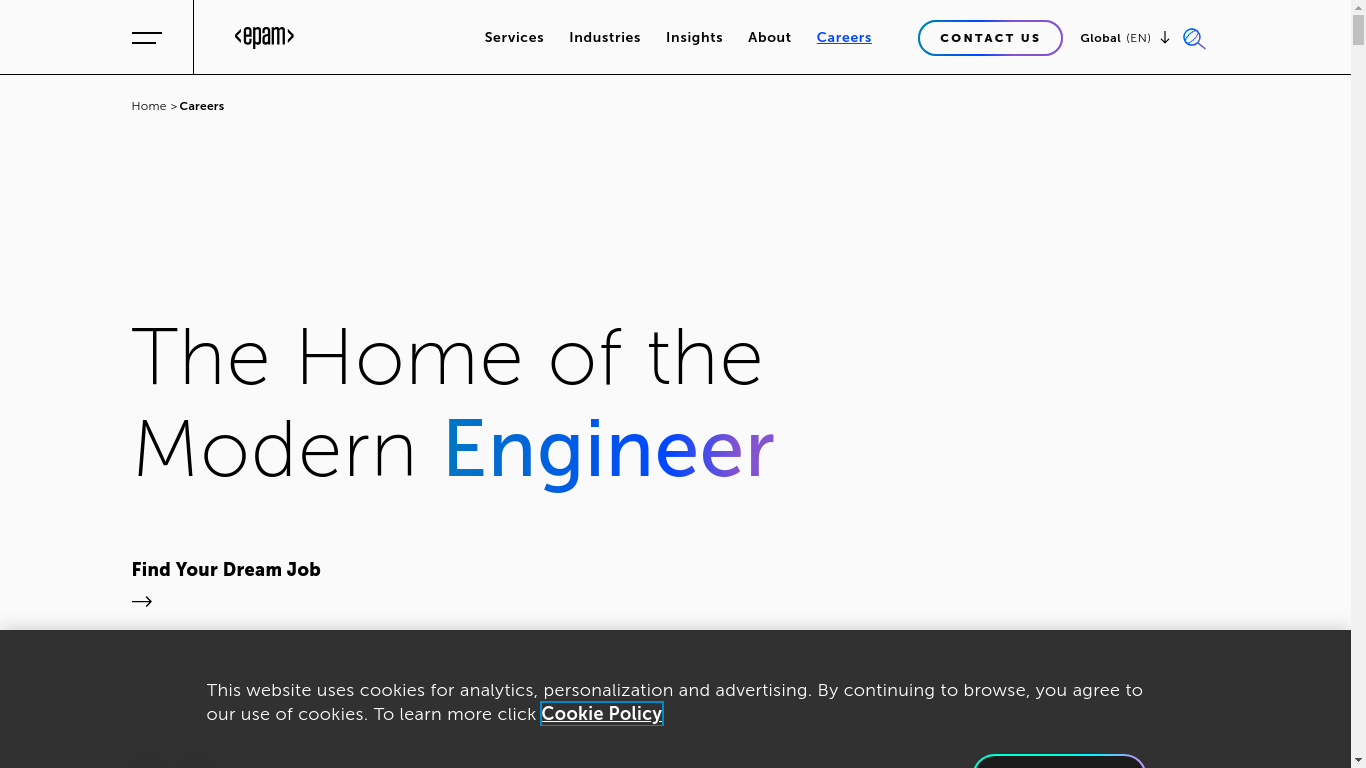 <epam>
Services Industries Insights About Careers CONTACT US Global (EN)
Home > Careers
The Home of the
Modern Engineer
Find Your Dream Job
This website uses cookies for analytics, personalization and advertising. By continuing to browse, you agree to
our use of cookies. To learn more click Cookie Policy